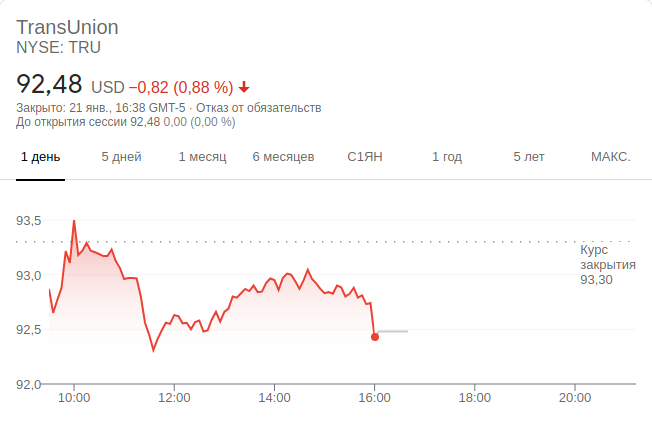 TransUnion
NYSE: TRU
92,48 USD −0,82 (0,88 %)
Закрыто: 21 янв., 16:38 GMT-5 · Отказ от обязательств
До открытия сессии 92,48 0,00 (0,00 %)
1 день 5 дней 1 месяц 6 месяцев С1ЯН 1 год 5 лет МАКС.
93,5
Курс
закрытия
93,30
93,0
92,5
92,0
10:00 12:00 14:00 16:00 18:00 20:00